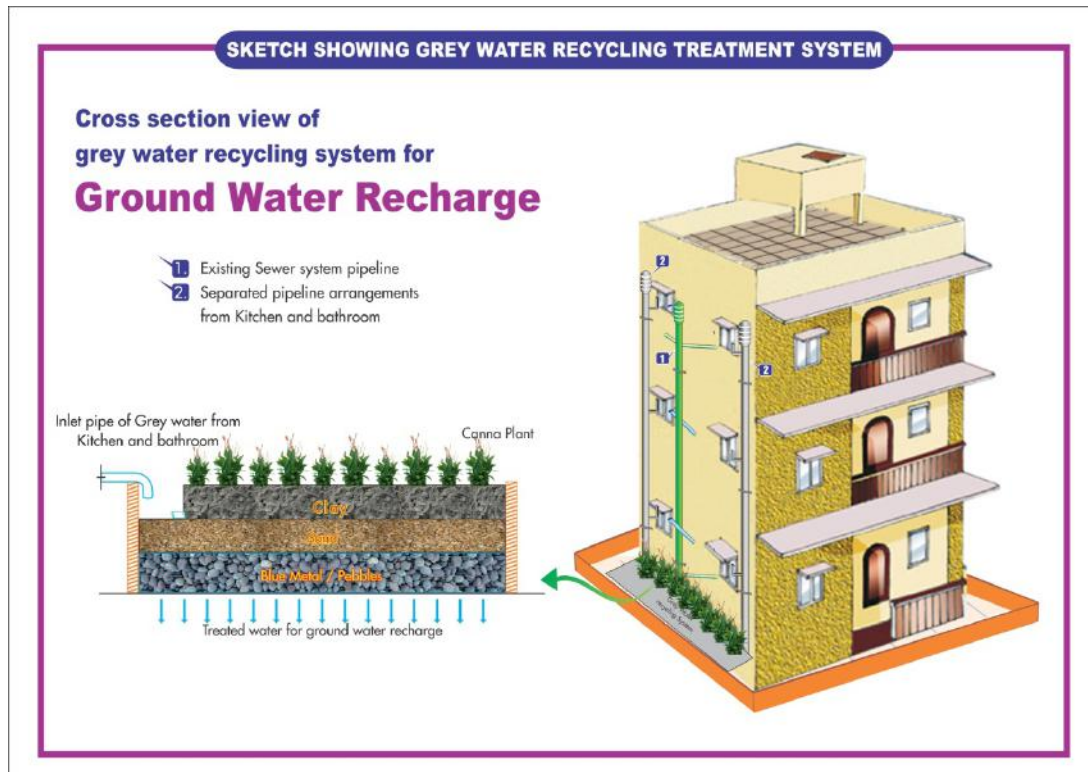 SKETCH SHOWING GREY WATER RECYCLING TREATMENT SYSTEM
Cross section view of
grey water recycling system for
Ground Water Recharge
1. Existing Sewer system pipeline
2. Separated pipeline arrangements
from Kitchen and bathroom
2
1
2
Inlet pipe of Grey water from
Kitchen and bathroom
Canna Plant
Clay
Sand
Blue Metal / Pebbles
Treated water for ground water recharge
recycling System